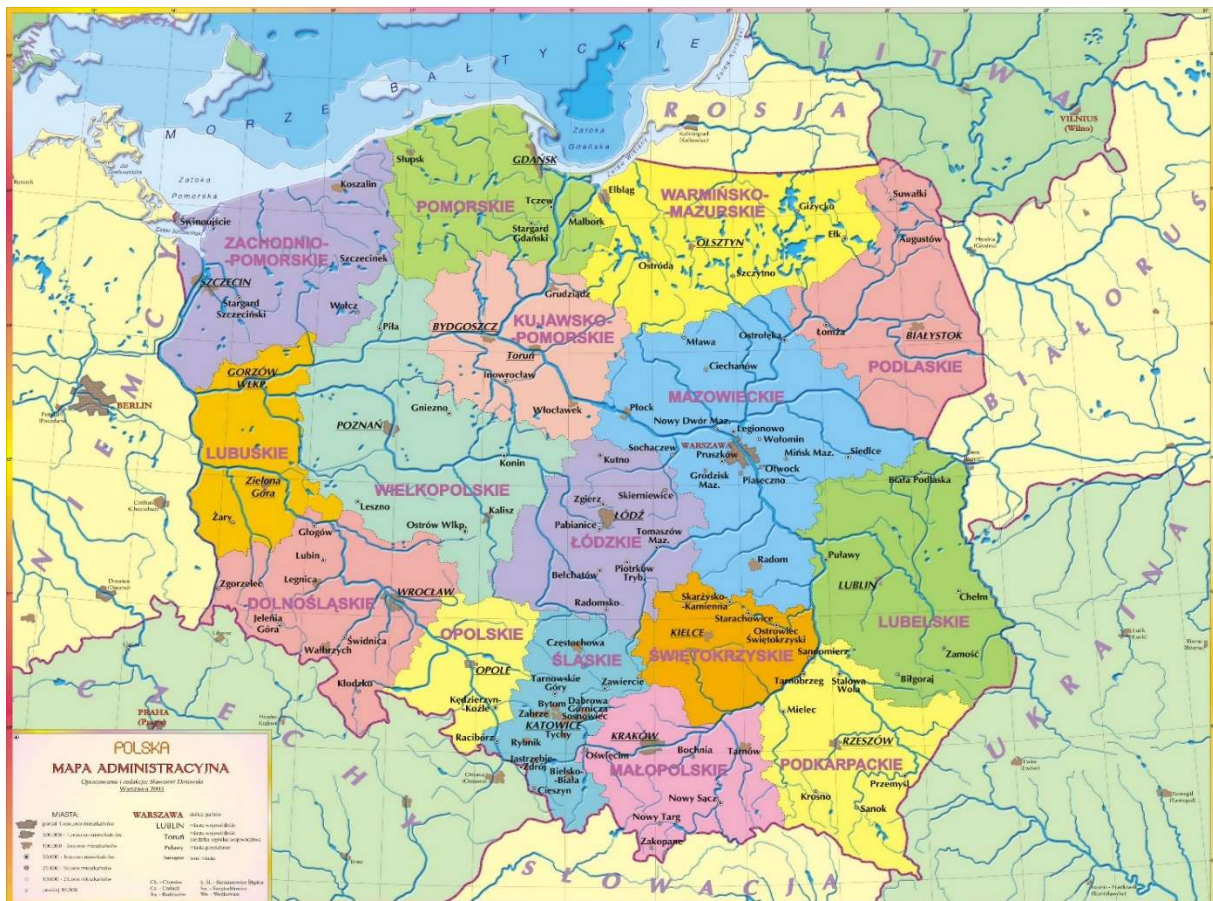 MORZE BAŁTYCKIE
Zatoka
Pomorska
Zatoka
Gdańska
ROSJA
LITWA
VILNIUS
(Wilno)
BIAŁORUŚ
UKRAINA
SŁOWACJA
CZECHY
NIEMCY
BERLIN
PRAHA
(Praga)
ZACHODNIO-
-POMORSKIE
Świnoujście
Koszalin
Szczecinek
SZCZECIN
Stargard
Szczeciński
Wałcz
POMORSKIE
Słupsk
GDAŃSK
Tczew
Malbork
Stargard
Gdański
WARMIŃSKO-
-MAZURSKIE
Elbląg
Giżycko
OLSZTYN
Ełk
Ostróda
Szczytno
PODLASKIE
Suwałki
Augustów
Łomża
BIAŁYSTOK
KUJAWSKO-
-POMORSKIE
Grudziądz
BYDGOSZCZ
Toruń
Inowrocław
Włocławek
MAZOWIECKIE
Mława
Ostrołęka
Ciechanów
Płock
Nowy Dwór Maz.
Legionowo
Wołomin
Sochaczew
WARSZAWA
Pruszków
Mińsk Maz.
Siedlce
Otwock
Grodzisk
Maz.
Piaseczno
Radom
LUBUSKIE
GORZÓW
WLKP.
Zielona
Góra
Żary
WIELKOPOLSKIE
Piła
Gniezno
POZNAŃ
Konin
Leszno
Kalisz
Ostrów Wlkp.
ŁÓDZKIE
Kutno
Zgierz
Skierniewice
ŁÓDŹ
Pabianice
Tomaszów
Maz.
Bełchatów
Piotrków
Tryb.
Radomsko
LUBELSKIE
Biała Podlaska
Puławy
LUBLIN
Chełm
Zamość
Biłgoraj
DOLNOŚLĄSKIE
Głogów
Lubin
Zgorzelec
Legnica
WROCŁAW
Jelenia
Góra
Świdnica
Wałbrzych
Kłodzko
OPOLSKIE
OPOLE
Kędzierzyn-
-Koźle
ŚLĄSKIE
Częstochowa
Tarnowskie
Góry
Zawiercie
Bytom
Dąbrowa
Górnicza
Zabrze
Sosnowiec
KATOWICE
Tychy
Racibórz
Rybnik
Jastrzębie-
-Zdrój
Bielsko-
-Biała
Cieszyn
ŚWIĘTOKRZYSKIE
Skarżysko-
-Kamienna
Starachowice
KIELCE
Ostrowiec
Świętokrzyski
Sandomierz
MAŁOPOLSKIE
KRAKÓW
Oświęcim
Bochnia
Tarnów
Nowy Sącz
Nowy Targ
Zakopane
PODKARPACKIE
Tarnobrzeg
Stalowa
Wola
Mielec
RZESZÓW
Przemyśl
Krosno
Sanok
POLSKA
MAPA ADMINISTRACYJNA
Warszawa 2003
MIASTA:
WARSZAWA
LUBLIN
Toruń
Puławy